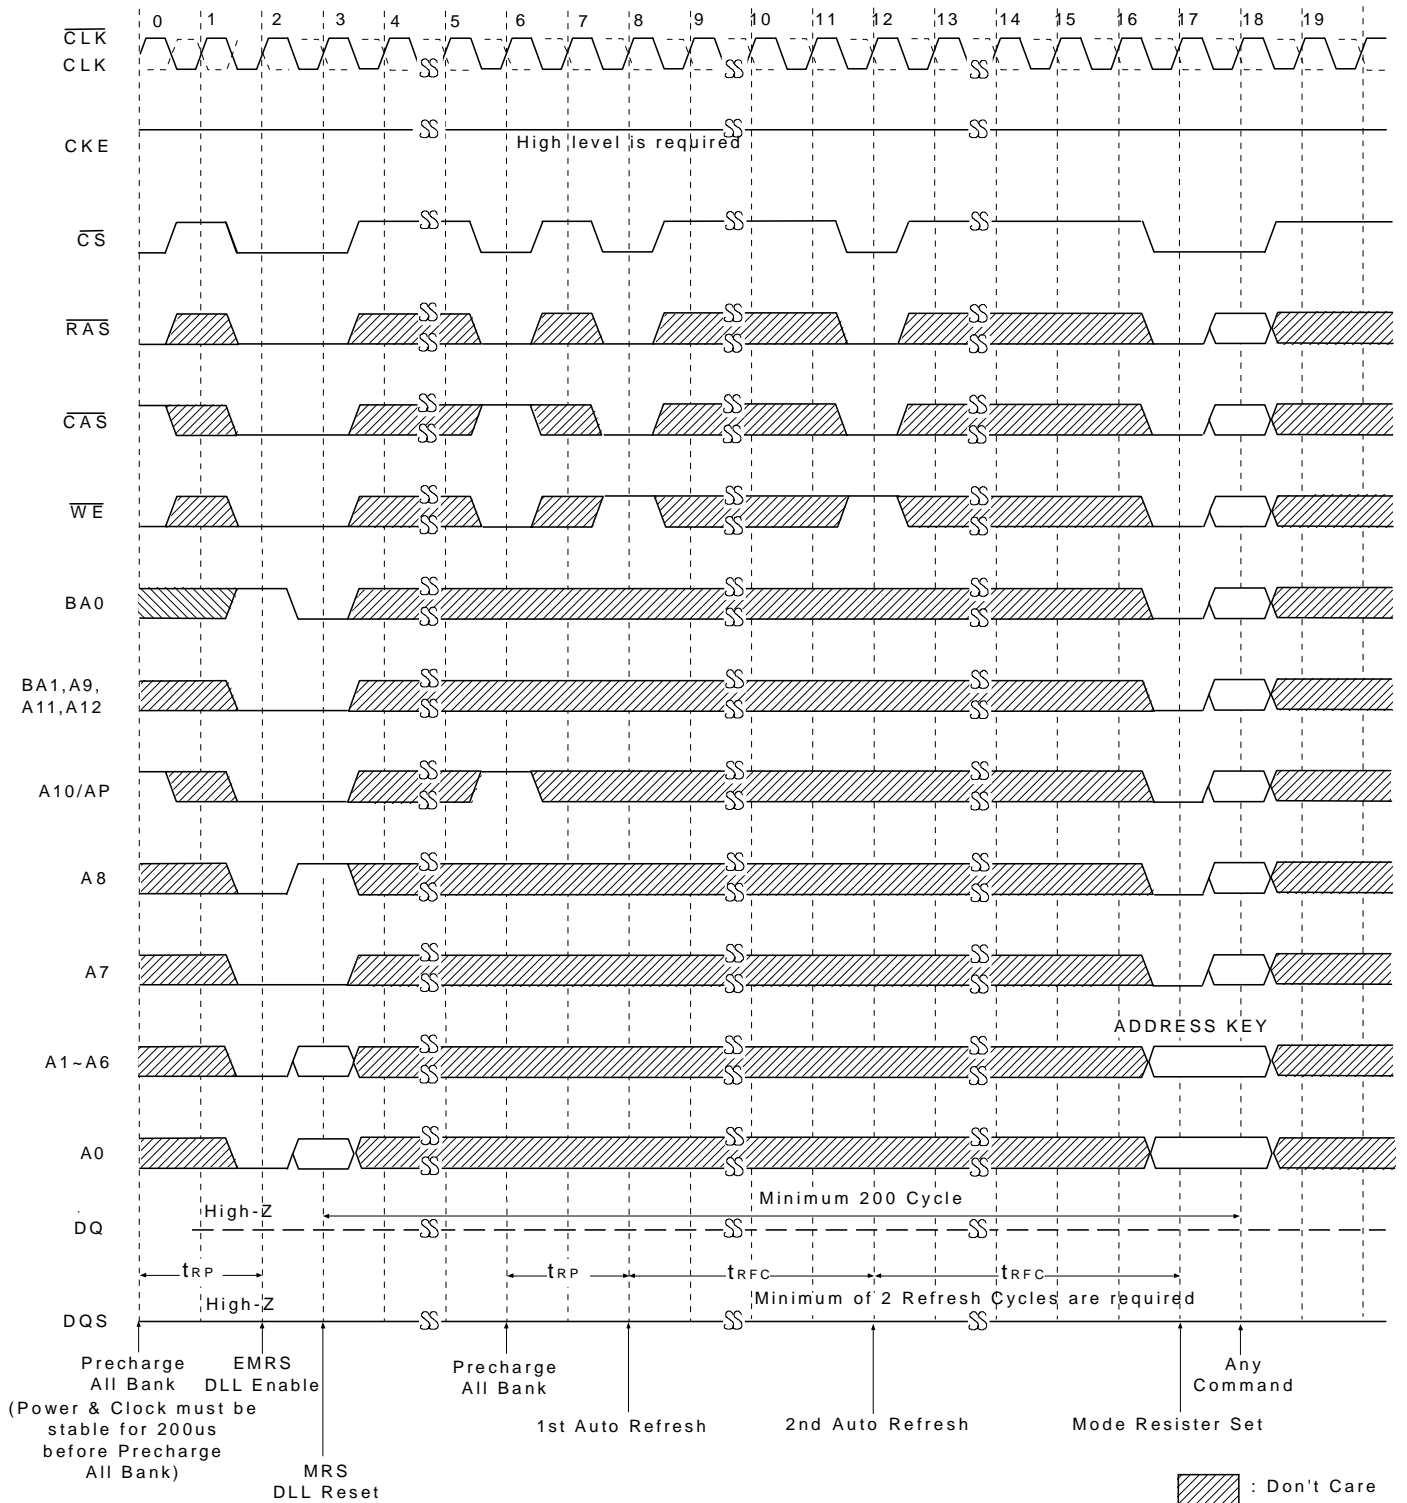 0 1 2 3 4 5 6 7 8 9 10 11 12 13 14 15 16 17 18 19
CLK
CLK
CKE
High level is required
CS
RAS
CAS
WE
BA0
BA1,A9,
A11,A12
A10/AP
A8
A7
ADDRESS KEY
A1~A6
A0
Minimum 200 Cycle
High-Z
DQ
tRP tRP tRFC tRFC
High-Z
Minimum of 2 Refresh Cycles are required
DQS
Precharge
All Bank
(Power & Clock must be
stable for 200us
before Precharge
All Bank)
EMRS
DLL Enable
MRS
DLL Reset
Precharge
All Bank
1st Auto Refresh
2nd Auto Refresh
Mode Resister Set
Any
Command
: Don't Care